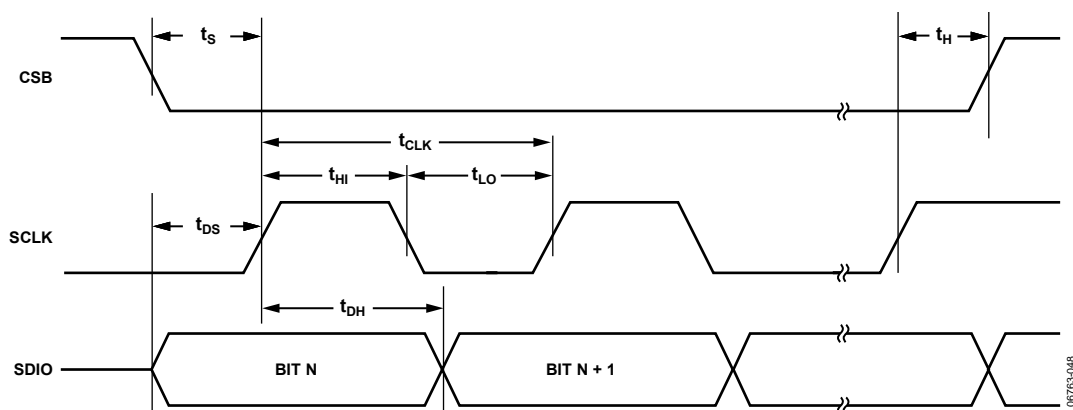 tS
tH
CSB
tCLK
tHI
tLO
tDS
SCLK
tDH
SDIO
BIT N
BIT N + 1
06763-048